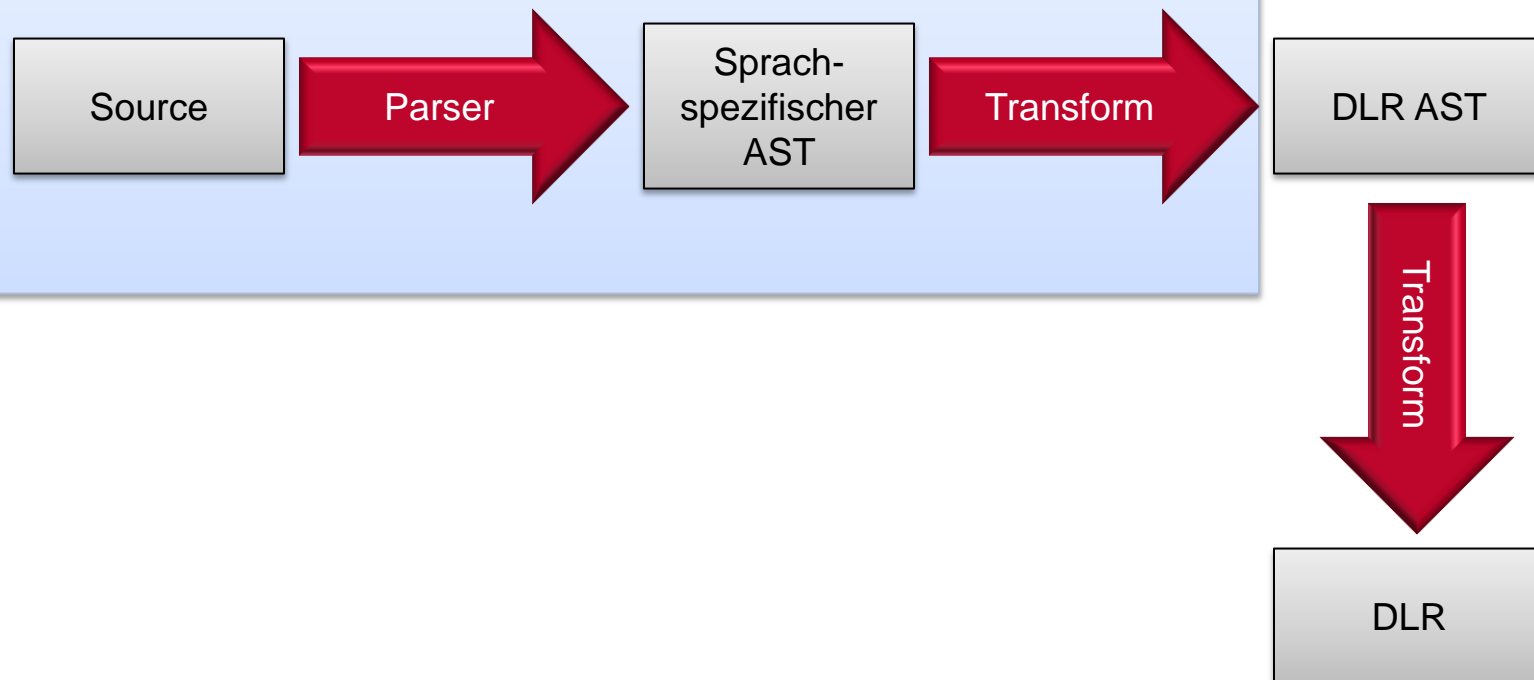 Source
Parser
Sprach-
spezifischer
AST
Transform
DLR AST
Transform
DLR